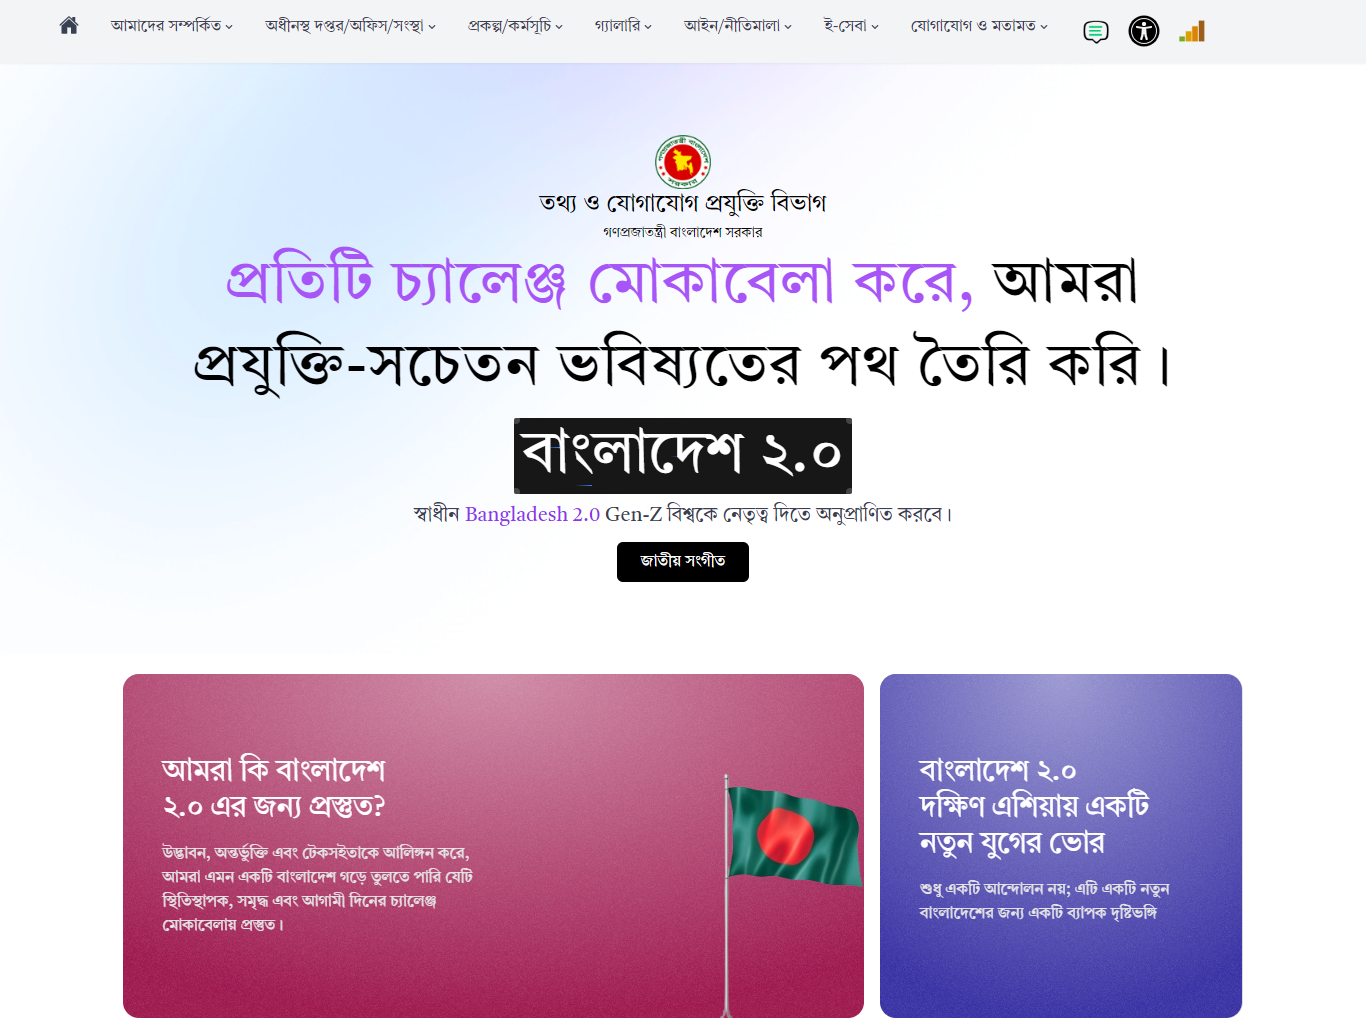 আমাদের সম্পর্কিত
অধীনস্থ দপ্তর/অফিস/সংস্থা
প্রকল্প/কর্মসূচি
গ্যালারি
আইন/নীতিমালা
ই-সেবা
যোগাযোগ ও মতামত
তথ্য ও যোগাযোগ প্রযুক্তি বিভাগ
গণপ্রজাতন্ত্রী বাংলাদেশ সরকার
প্রতিটি চ্যালেঞ্জ মোকাবেলা করে, আমরা
প্রযুক্তি-সচেতন ভবিষ্যতের পথ তৈরি করি।
বাংলাদেশ ২.০
স্বাধীন Bangladesh 2.0 Gen-Z বিশ্বকে নেতৃত্ব দিতে অনুপ্রাণিত করবে।
জাতীয় সংগীত
আমরা কি বাংলাদেশ
২.০ এর জন্য প্রস্তুত?
উদ্ভাবন, অন্তর্ভুক্তি এবং টেকসইতাকে আলিঙ্গন করে,
আমরা এমন একটি বাংলাদেশ গড়ে তুলতে পারি যেটি
স্থিতিস্থাপক, সমৃদ্ধ এবং আগামী দিনের চ্যালেঞ্জ
মোকাবেলায় প্রস্তুত।
বাংলাদেশ ২.০
দক্ষিণ এশিয়ায় একটি
নতুন যুগের ভোর
শুধু একটি আন্দোলন নয়; এটি একটি নতুন
বাংলাদেশের জন্য একটি ব্যাপক দৃষ্টিভঙ্গি